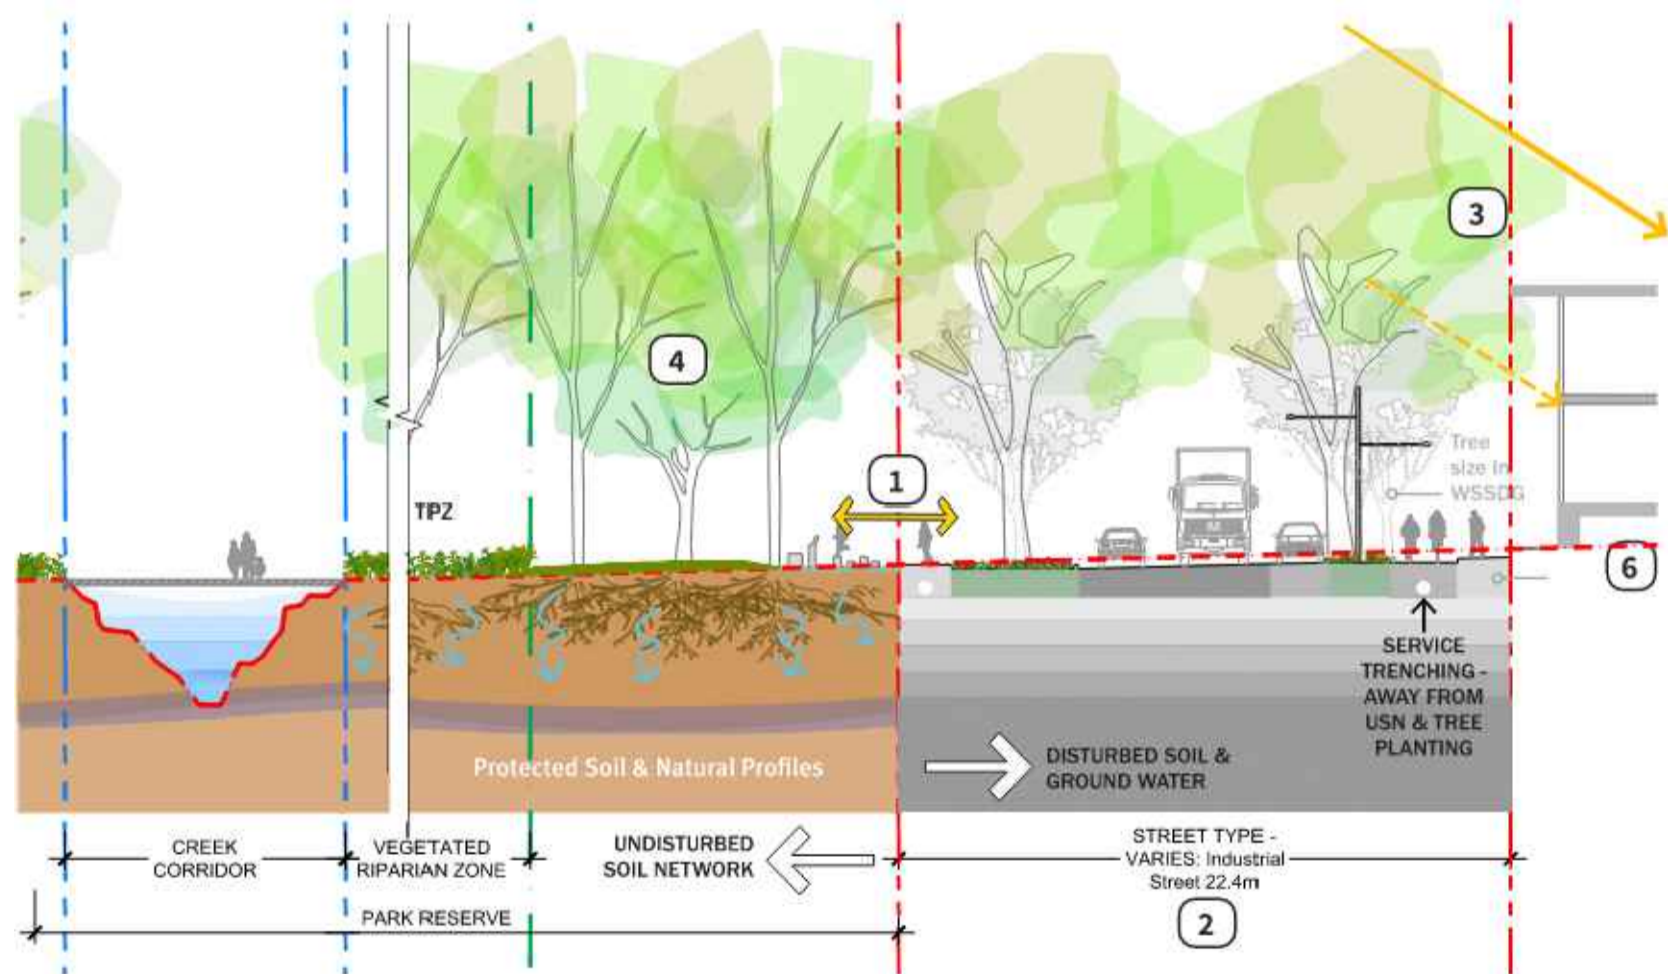 3
4
1
TPZ
Tree
size in
WSSDG
6
SERVICE
TRENCHING -
AWAY FROM
USN & TREE
PLANTING
Protected Soil & Natural Profiles
DISTURBED SOIL &
GROUND WATER
CREEK
CORRIDOR
VEGETATED
RIPARIAN ZONE
UNDISTURBED
SOIL NETWORK
STREET TYPE -
VARIES: Industrial
Street 22.4m
PARK RESERVE
2